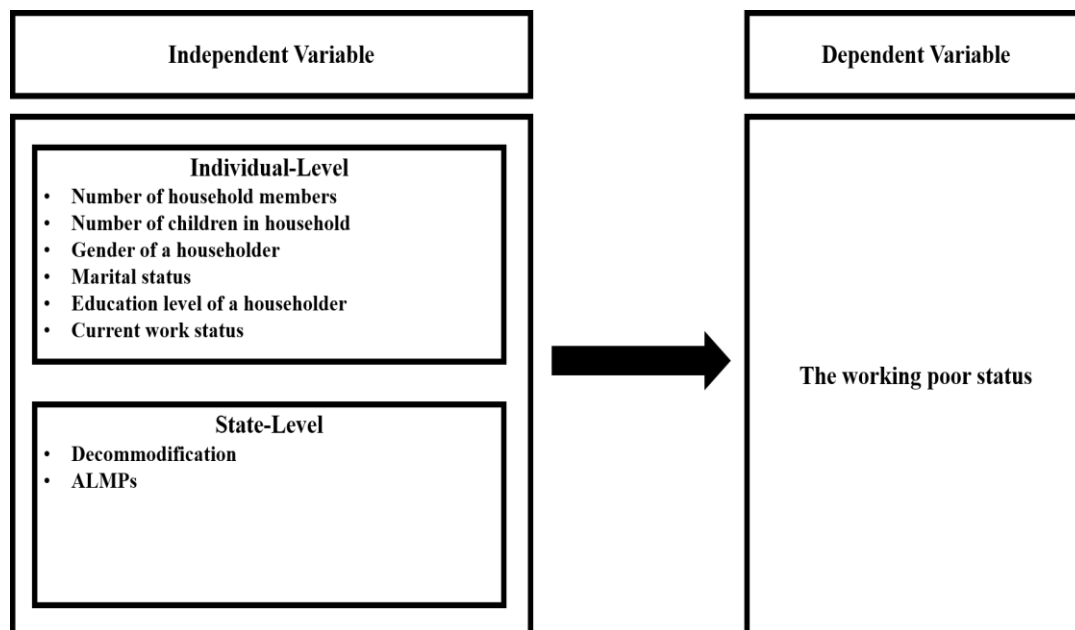 Independent Variable
Dependent Variable
Individual-Level
• Number of household members
• Number of children in household
• Gender of a householder
• Marital status
• Education level of a householder
• Current work status
State-Level
• Decommodification
• ALMPs
The working poor status